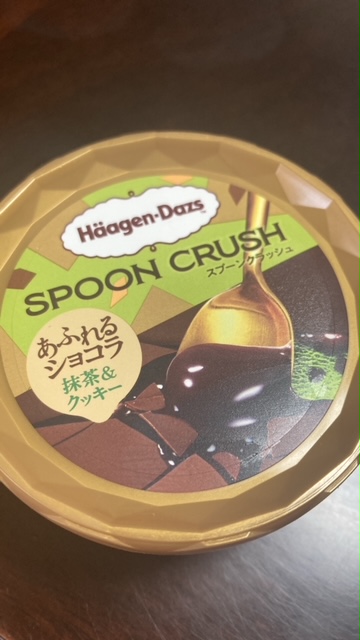 Häagen-Dazs
SPOON CRUSH
スプーンクラッシュ
あふれる
ショコラ
抹茶&
クッキー